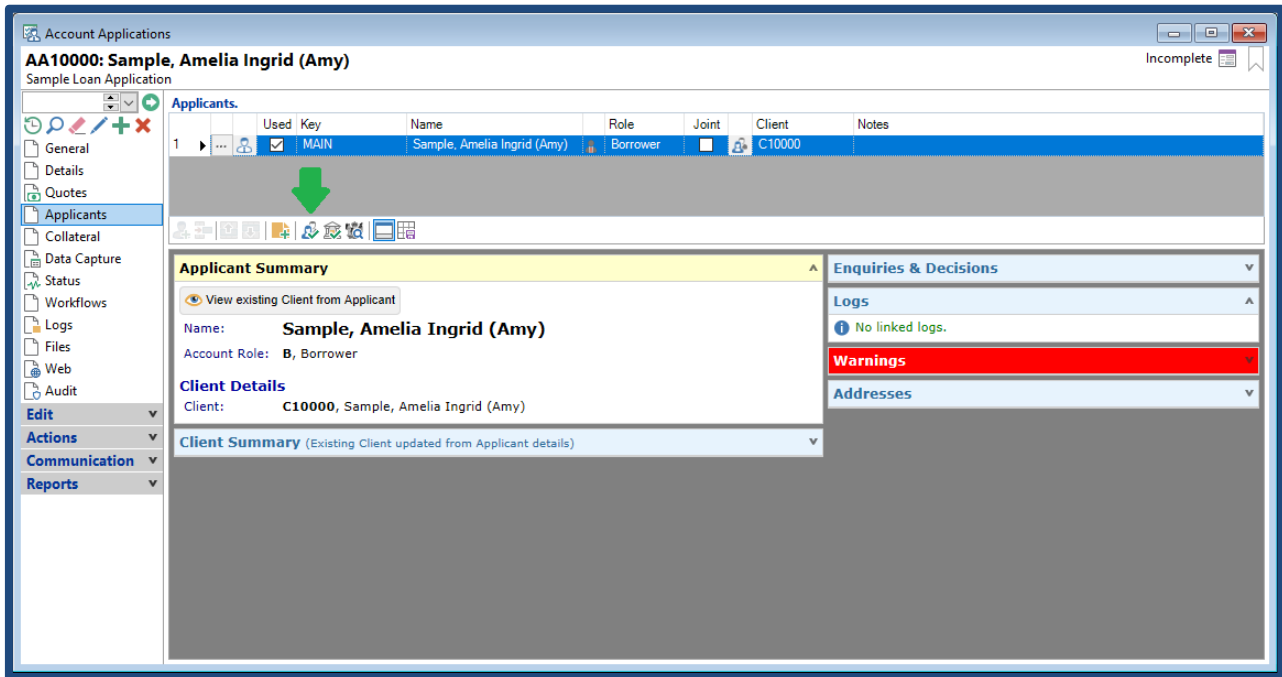 Account Applications
AA10000: Sample, Amelia Ingrid (Amy)
Sample Loan Application
Incomplete
General
Details
Quotes
Applicants
Collateral
Data Capture
Status
Workflows
Logs
Files
Web
Audit
Edit
Actions
Communication
Reports
Applicants.
Used Key Name Role Joint Client Notes
1 ... MAIN Sample, Amelia Ingrid (Amy) Borrower C10000
Applicant Summary
View existing Client from Applicant
Name: Sample, Amelia Ingrid (Amy)
Account Role: B, Borrower
Client Details
Client: C10000, Sample, Amelia Ingrid (Amy)
Client Summary (Existing Client updated from Applicant details)
Enquiries & Decisions
Logs
No linked logs.
Warnings
Addresses